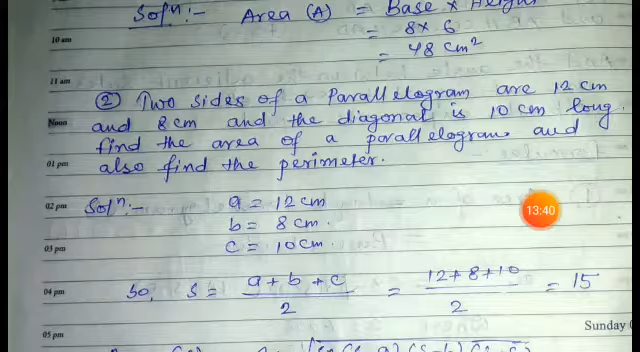 Solⁿ:- Area (A) = Base × Height
10 am
= 8×6
= 48 cm²
11 am
② Two sides of a parallelogram are 12 cm
Noon and 8 cm and the diagonal is 10 cm long.
find the area of a parallelogram and
01 pm
also find the perimeter.
02 pm Solⁿ:- a = 12 cm
b = 8 cm.
13:40
03 pm
c = 10 cm.
04 pm So, S = a + b + c / 2 = 12 + 8 + 10 / 2 = 15
Sunday
05 pm